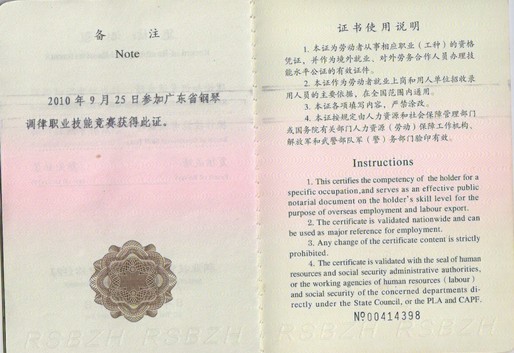 备 注
Note
2010 年 9 月 25 日参加广东省钢琴
调律职业技能竞赛获得此证。
RSBZH RSBZH
证书使用说明
1. 本证为劳动者从事相应职业（工种）的资格
凭证，并作为境外就业、对外劳务合作人员办理技
能水平公证的有效证件。
2. 本证作为劳动者就业上岗和用人单位招收录
用人员的主要依据，在全国范围内通用。
3. 本证各项填写内容，严禁涂改。
4. 本证按规定由人力资源和社会保障管理部门
或国务院有关部门人力资源（劳动）保障工作机构、
解放军和武警部队军（警）务部门验印有效。
Instructions
1. This certifies the competency of the holder for a
specific occupation,and serves as an effective public
notarial document on the holder's skill level for the
purpose of overseas employment and labour export.
2. The certificate is validated nationwide and can
be used as major reference for employment.
3. Any change of the certificate content is strictly
prohibited.
4. The certificate is validated with the seal of human
resources and social security administrative authorities,
or the working agencies of human resources (labour)
and social security of the concerned departments di-
rectly under the State Council, or the PLA and CAPF.
№00414398
RSBZH RSBZH